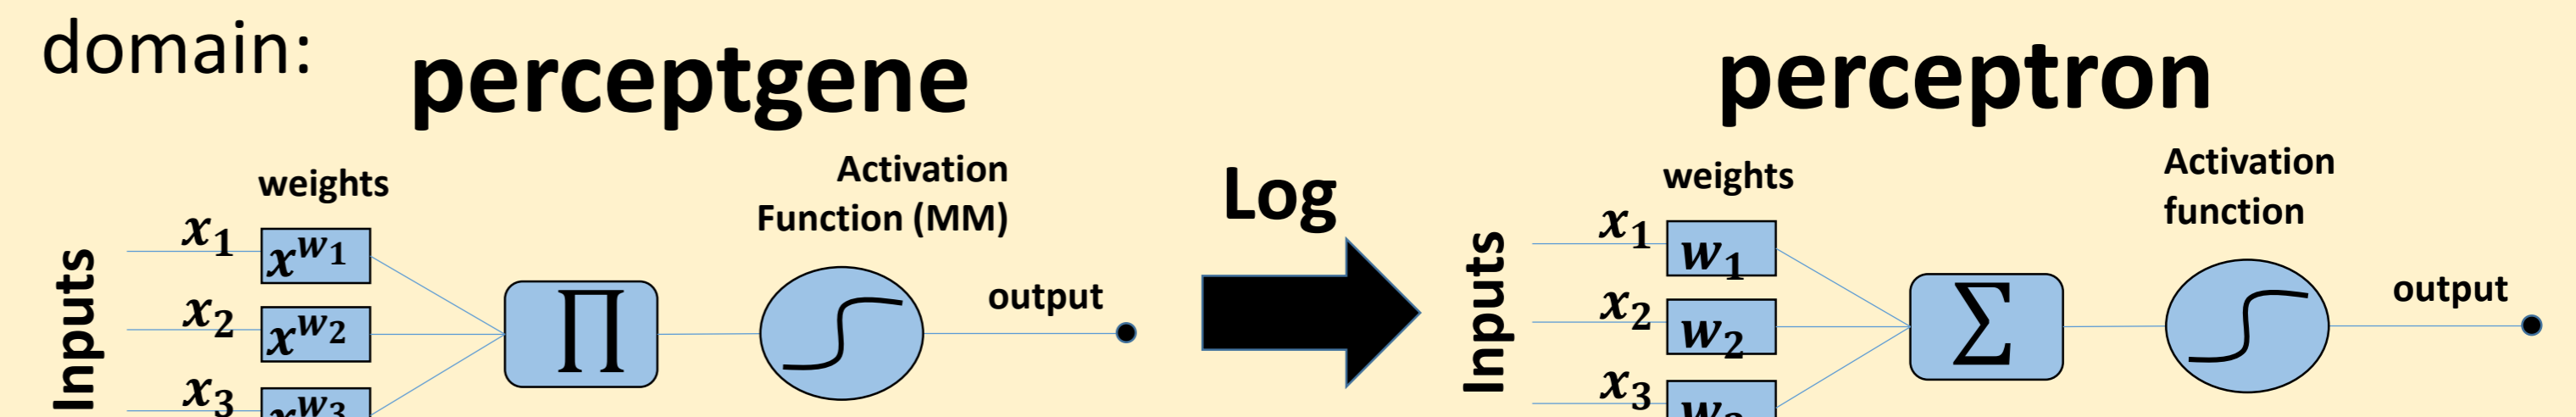 domain:
perceptgene
perceptron
weights
Activation
Function (MM)
Inputs
x₁
x^w₁
x₂
x^w₂
x₃
x^w₃
∏
output
Log
weights
Activation
function
Inputs
x₁
w₁
x₂
w₂
x₃
∑
output